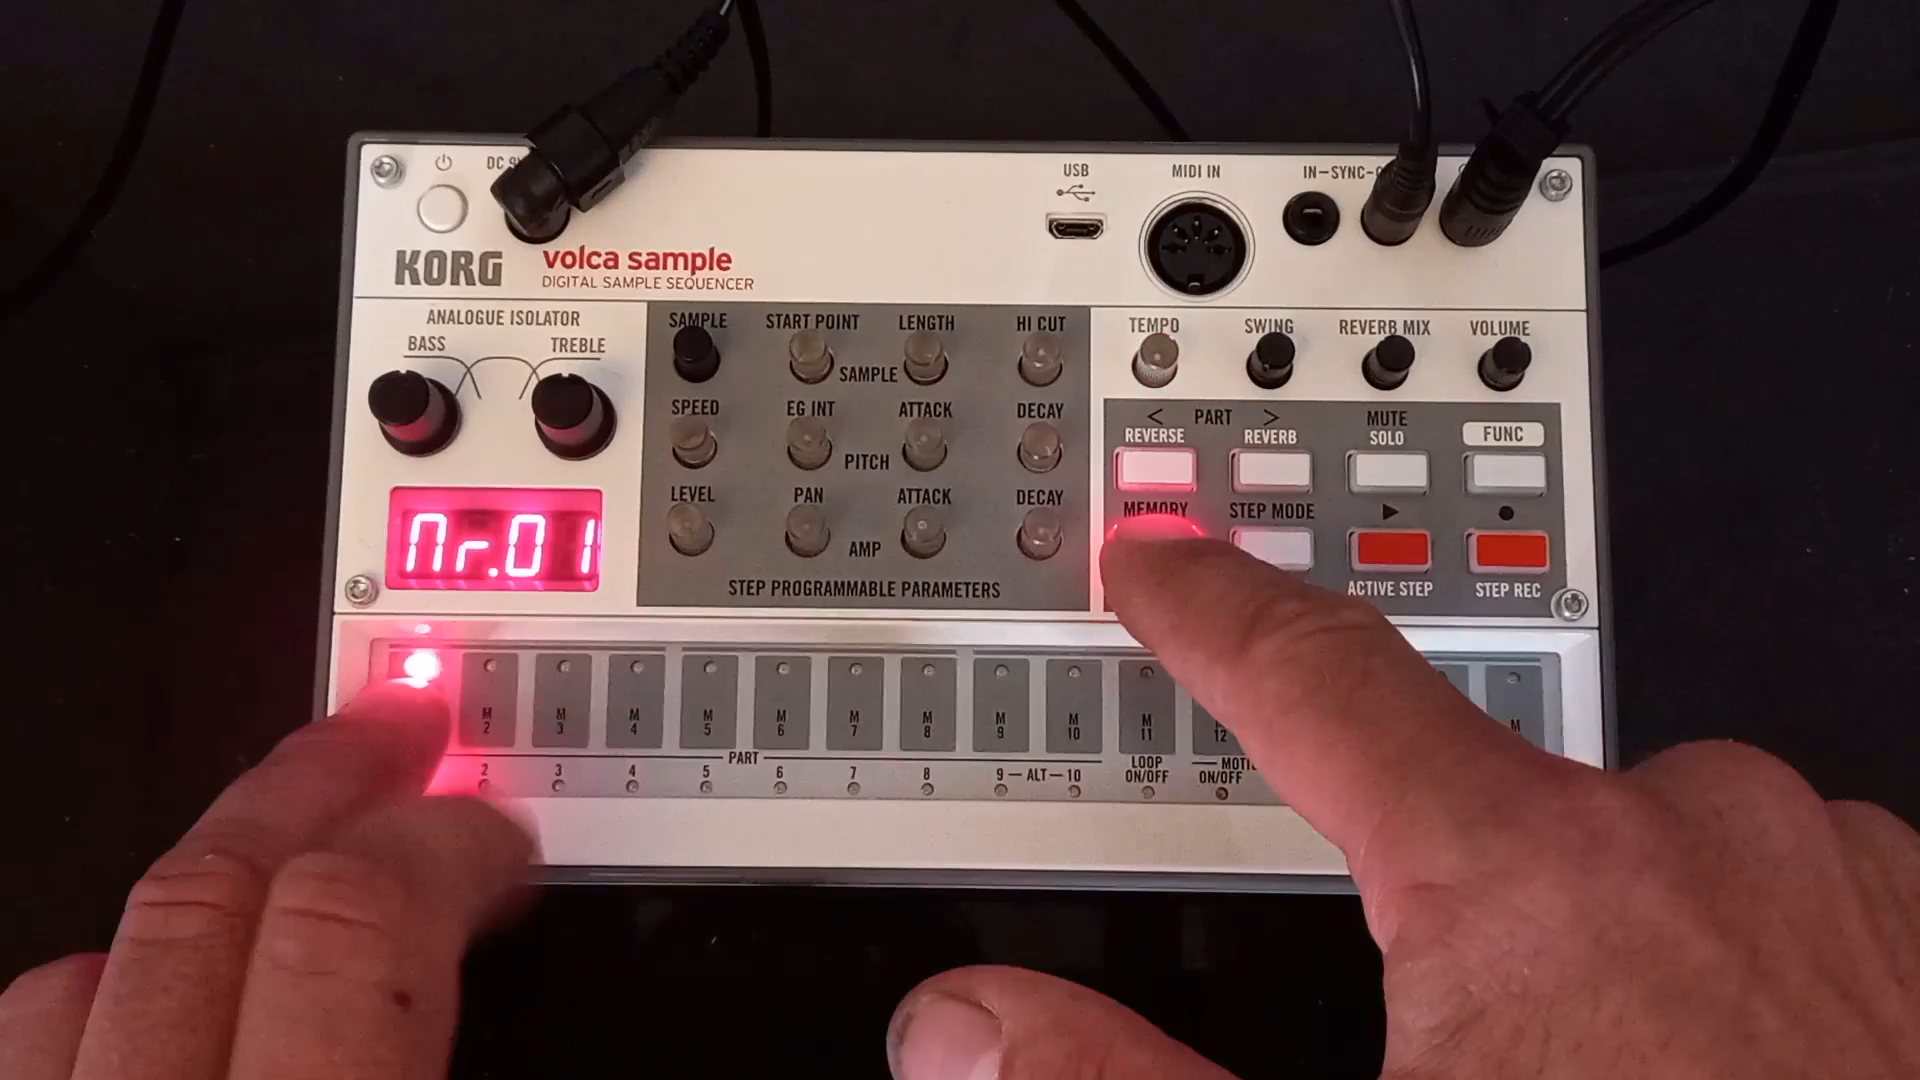 DC 9V
USB
MIDI IN
IN-SYNC-
KORG
volca sample
DIGITAL SAMPLE SEQUENCER
ANALOGUE ISOLATOR
BASS
TREBLE
SAMPLE
START POINT
LENGTH
HI CUT
SAMPLE
SPEED
EG INT
ATTACK
DECAY
PITCH
LEVEL
PAN
ATTACK
DECAY
AMP
STEP PROGRAMMABLE PARAMETERS
TEMPO
SWING
REVERB MIX
VOLUME
< PART >
MUTE
REVERSE
REVERB
SOLO
FUNC
MEMORY
STEP MODE
ACTIVE STEP
STEP REC
Mr.01
M 2
M 3
M 4
M 5
M 6
M 7
M 8
M 9
M 10
M 11
M 12
M
PART
2 3 4 5 6 7 8 9 - ALT - 10
LOOP
ON/OFF
ON/OFF